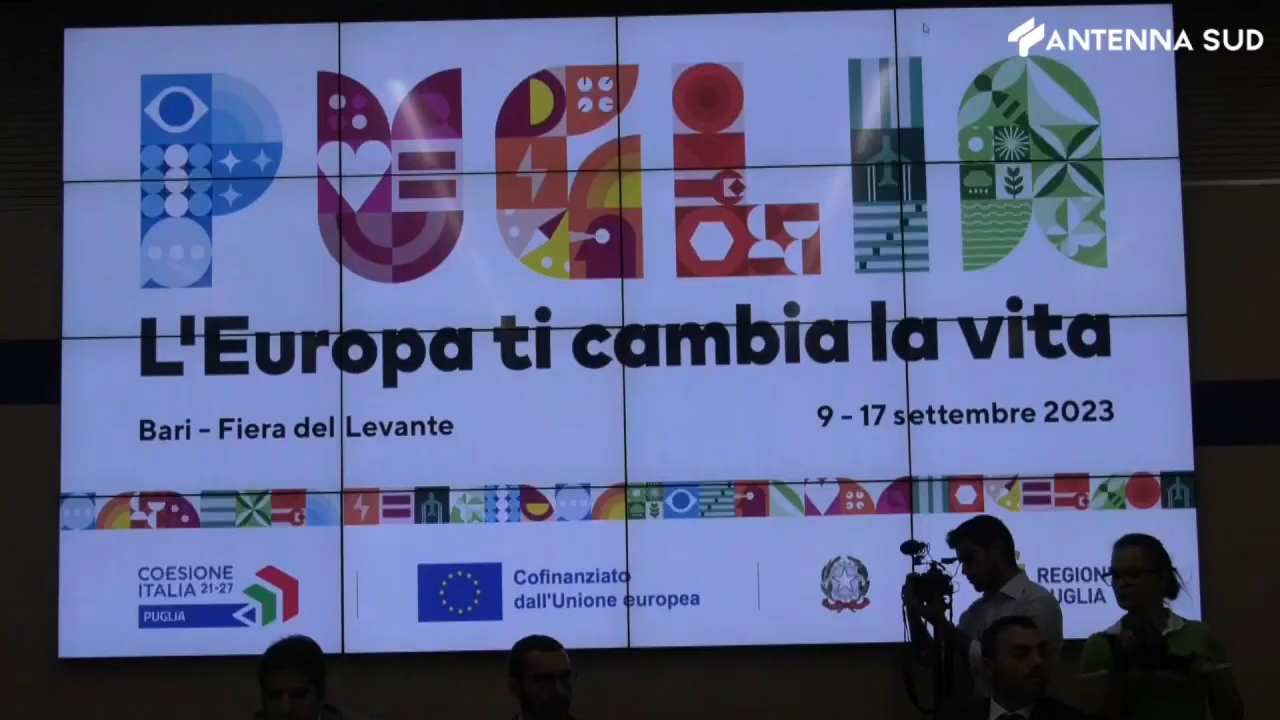 ANTENNA SUD
PUGLIA
L'Europa ti cambia la vita
Bari - Fiera del Levante
9 - 17 settembre 2023
COESIONE
ITALIA 21-27
PUGLIA
Cofinanziato
dall'Unione europea
REGION
PUGLIA